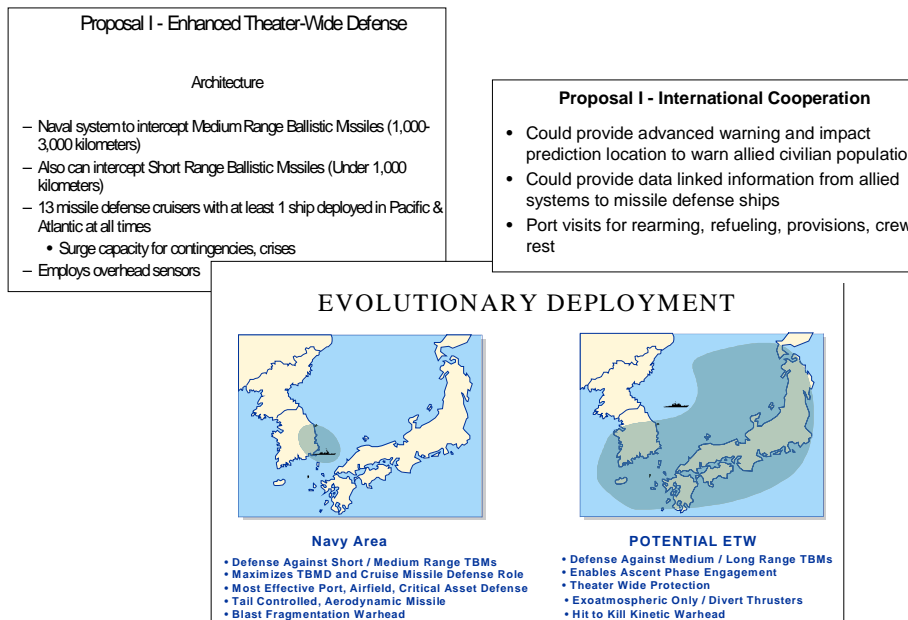 Proposal I - Enhanced Theater-Wide Defense
Architecture
– Naval system to intercept Medium Range Ballistic Missiles (1,000-
3,000 kilometers)
– Also can intercept Short Range Ballistic Missiles (Under 1,000
kilometers)
– 13 missile defense cruisers with at least 1 ship deployed in Pacific &
Atlantic at all times
• Surge capacity for contingencies, crises
– Employs overhead sensors
Proposal I - International Cooperation
• Could provide advanced warning and impact
prediction location to warn allied civilian populatio
• Could provide data linked information from allied
systems to missile defense ships
• Port visits for rearming, refueling, provisions, crew
rest
EVOLUTIONARY DEPLOYMENT
Navy Area
• Defense Against Short / Medium Range TBMs
• Maximizes TBMD and Cruise Missile Defense Role
• Most Effective Port, Airfield, Critical Asset Defense
• Tail Controlled, Aerodynamic Missile
• Blast Fragmentation Warhead
POTENTIAL ETW
• Defense Against Medium / Long Range TBMs
• Enables Ascent Phase Engagement
• Theater Wide Protection
• Exoatmospheric Only / Divert Thrusters
• Hit to Kill Kinetic Warhead